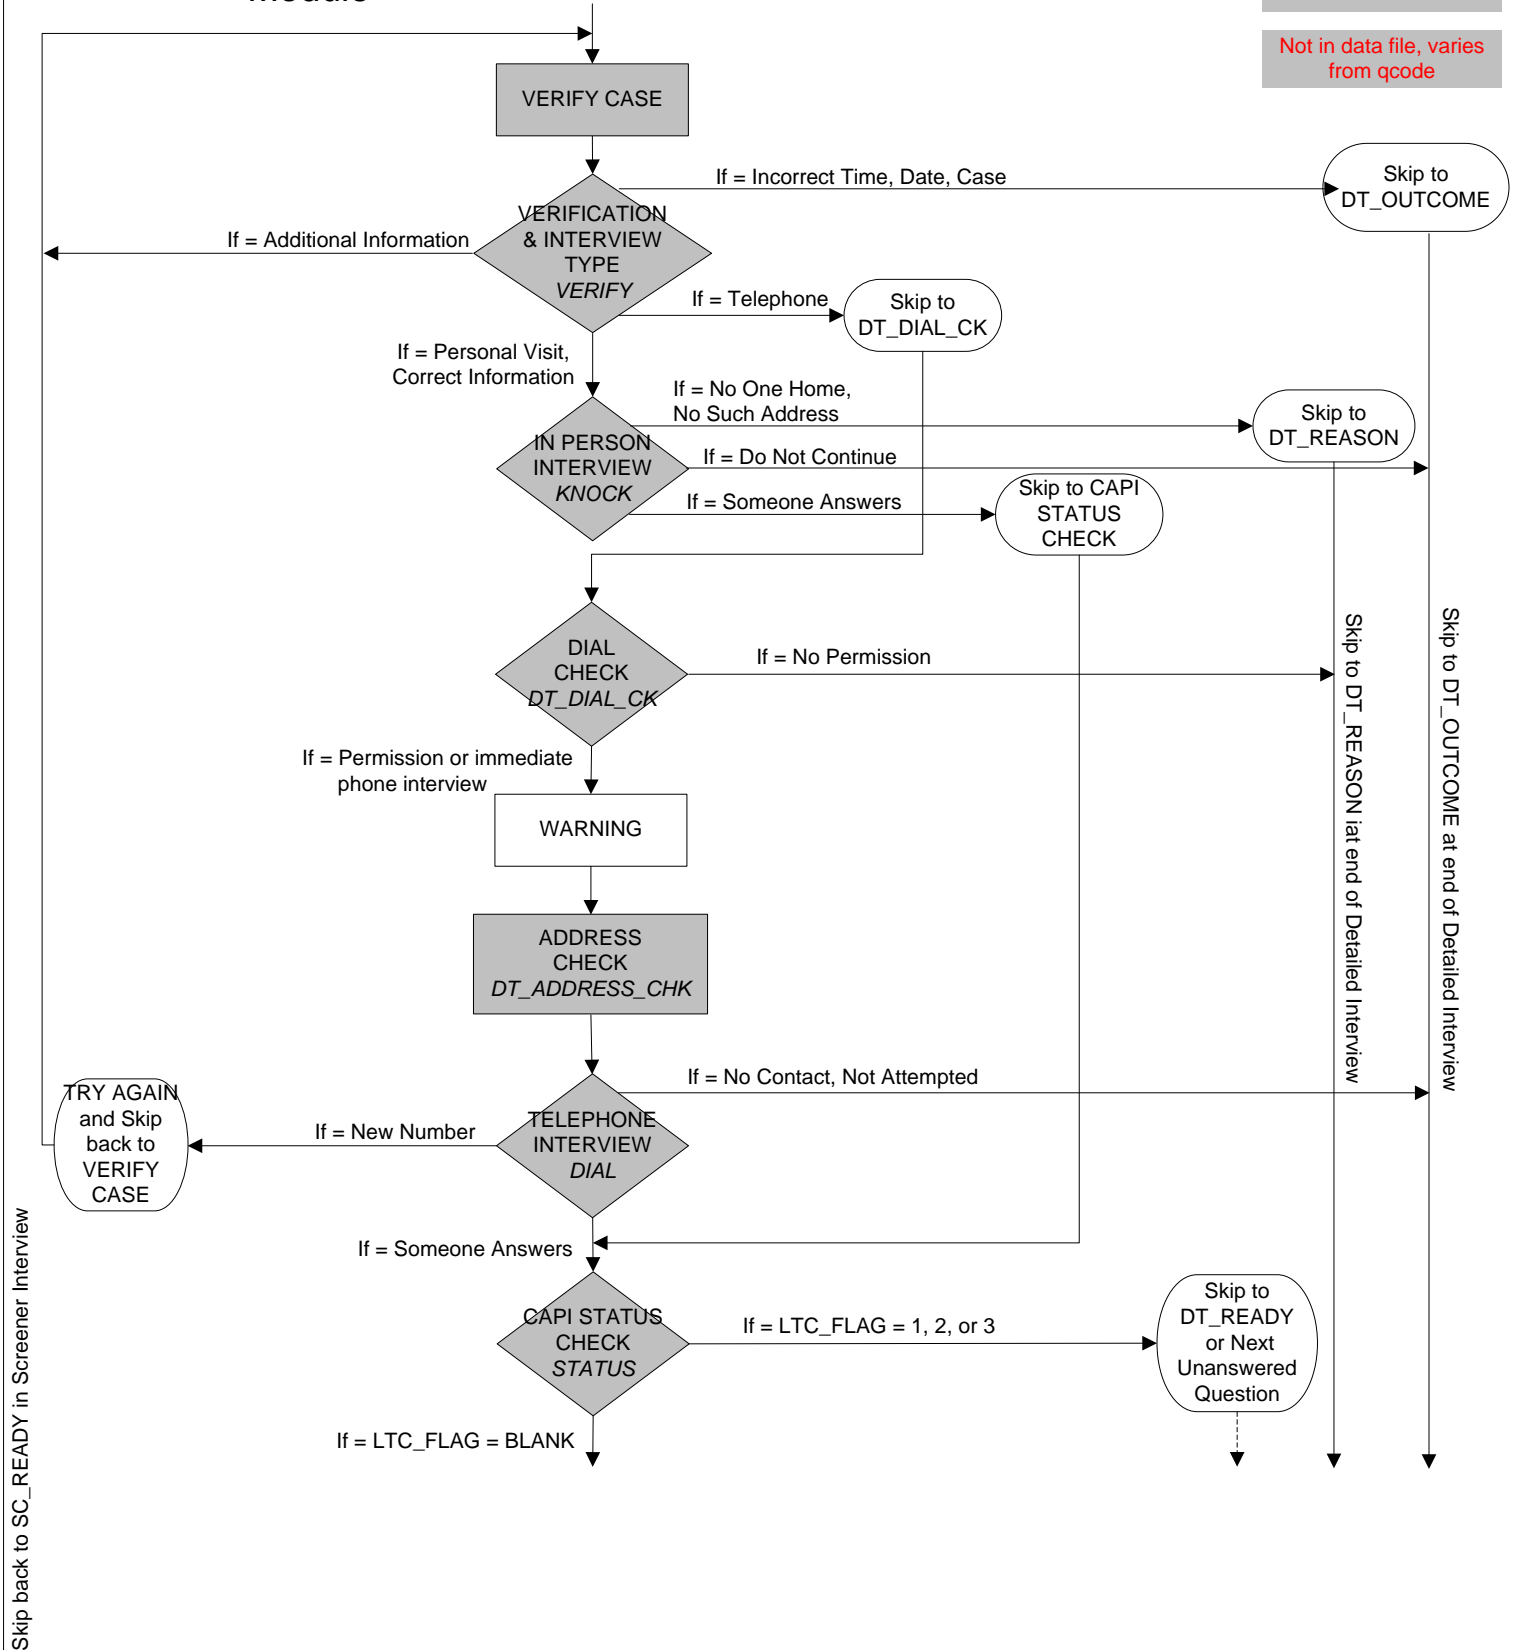 Not in data file, varies
from qcode
VERIFY CASE
If = Incorrect Time, Date, Case
Skip to
DT_OUTCOME
VERIFICATION
& INTERVIEW
TYPE
VERIFY
If = Additional Information
If = Telephone
Skip to
DT_DIAL_CK
If = Personal Visit,
Correct Information
If = No One Home,
No Such Address
Skip to
DT_REASON
IN PERSON
INTERVIEW
KNOCK
If = Do Not Continue
If = Someone Answers
Skip to CAPI
STATUS
CHECK
DIAL
CHECK
DT_DIAL_CK
If = No Permission
Skip to DT_REASON iat end of Detailed Interview
Skip to DT_OUTCOME at end of Detailed Interview
If = Permission or immediate
phone interview
WARNING
ADDRESS
CHECK
DT_ADDRESS_CHK
If = No Contact, Not Attempted
TRY AGAIN
and Skip
back to
VERIFY
CASE
If = New Number
TELEPHONE
INTERVIEW
DIAL
If = Someone Answers
CAPI STATUS
CHECK
STATUS
If = LTC_FLAG = 1, 2, or 3
Skip to
DT_READY
or Next
Unanswered
Question
If = LTC_FLAG = BLANK
Skip back to SC_READY in Screener Interview